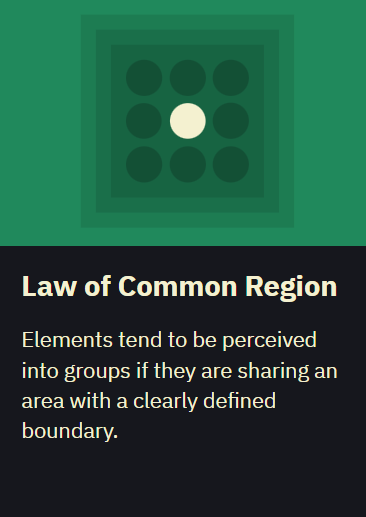 Law of Common Region
Elements tend to be perceived
into groups if they are sharing an
area with a clearly defined
boundary.